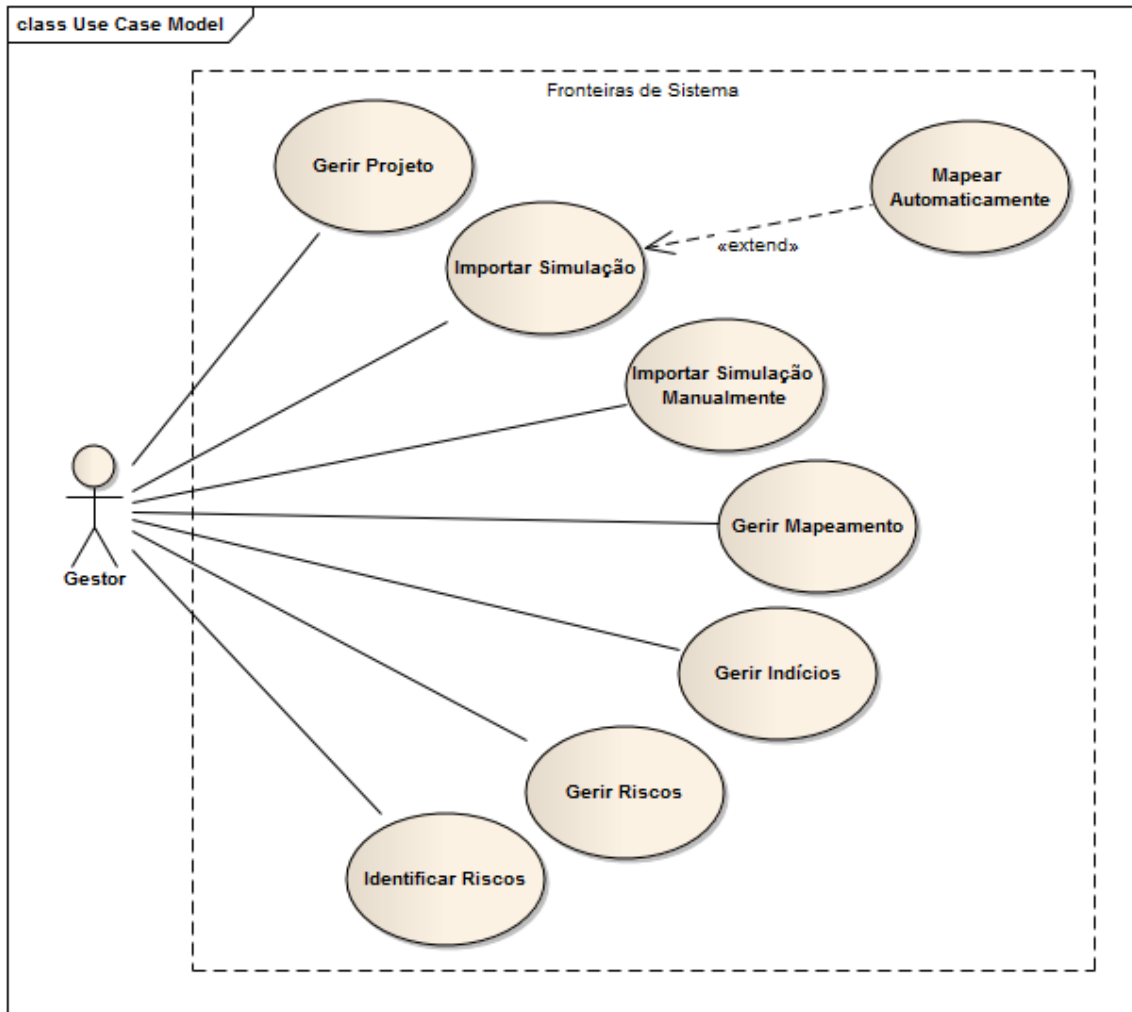 class Use Case Model
Fronteiras de Sistema
Gerir Projeto
Mapear
Automaticamente
Importar Simulação
«extend»
Importar Simulação
Manualmente
Gestor
Gerir Mapeamento
Gerir Indícios
Gerir Riscos
Identificar Riscos